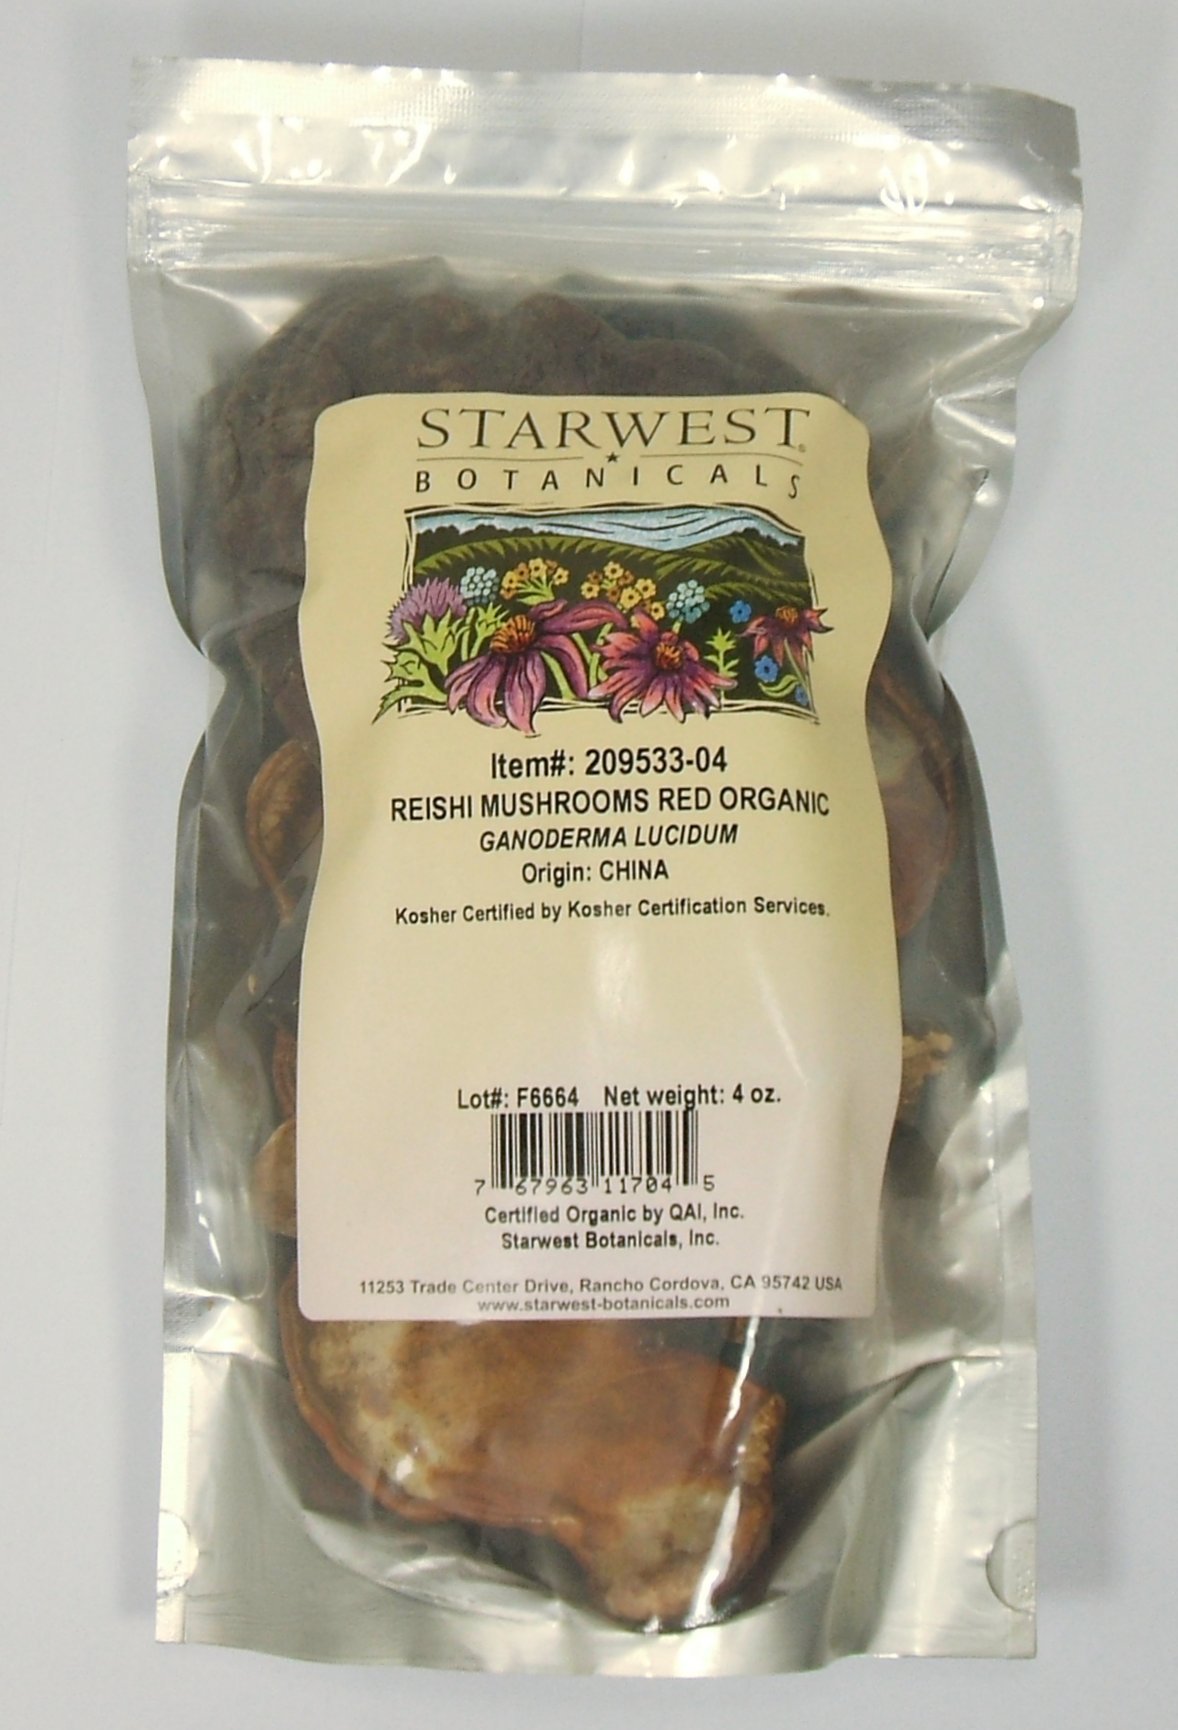 STARWEST®
BOTANICALS
Item#: 209533-04
REISHI MUSHROOMS RED ORGANIC
GANODERMA LUCIDUM
Origin: CHINA
Kosher Certified by Kosher Certification Services.
Lot#: F6664 Net weight: 4 oz.
7 67963 11704 5
Certified Organic by QAI, Inc.
Starwest Botanicals, Inc.
11253 Trade Center Drive, Rancho Cordova, CA 95742 USA
www.starwest-botanicals.com